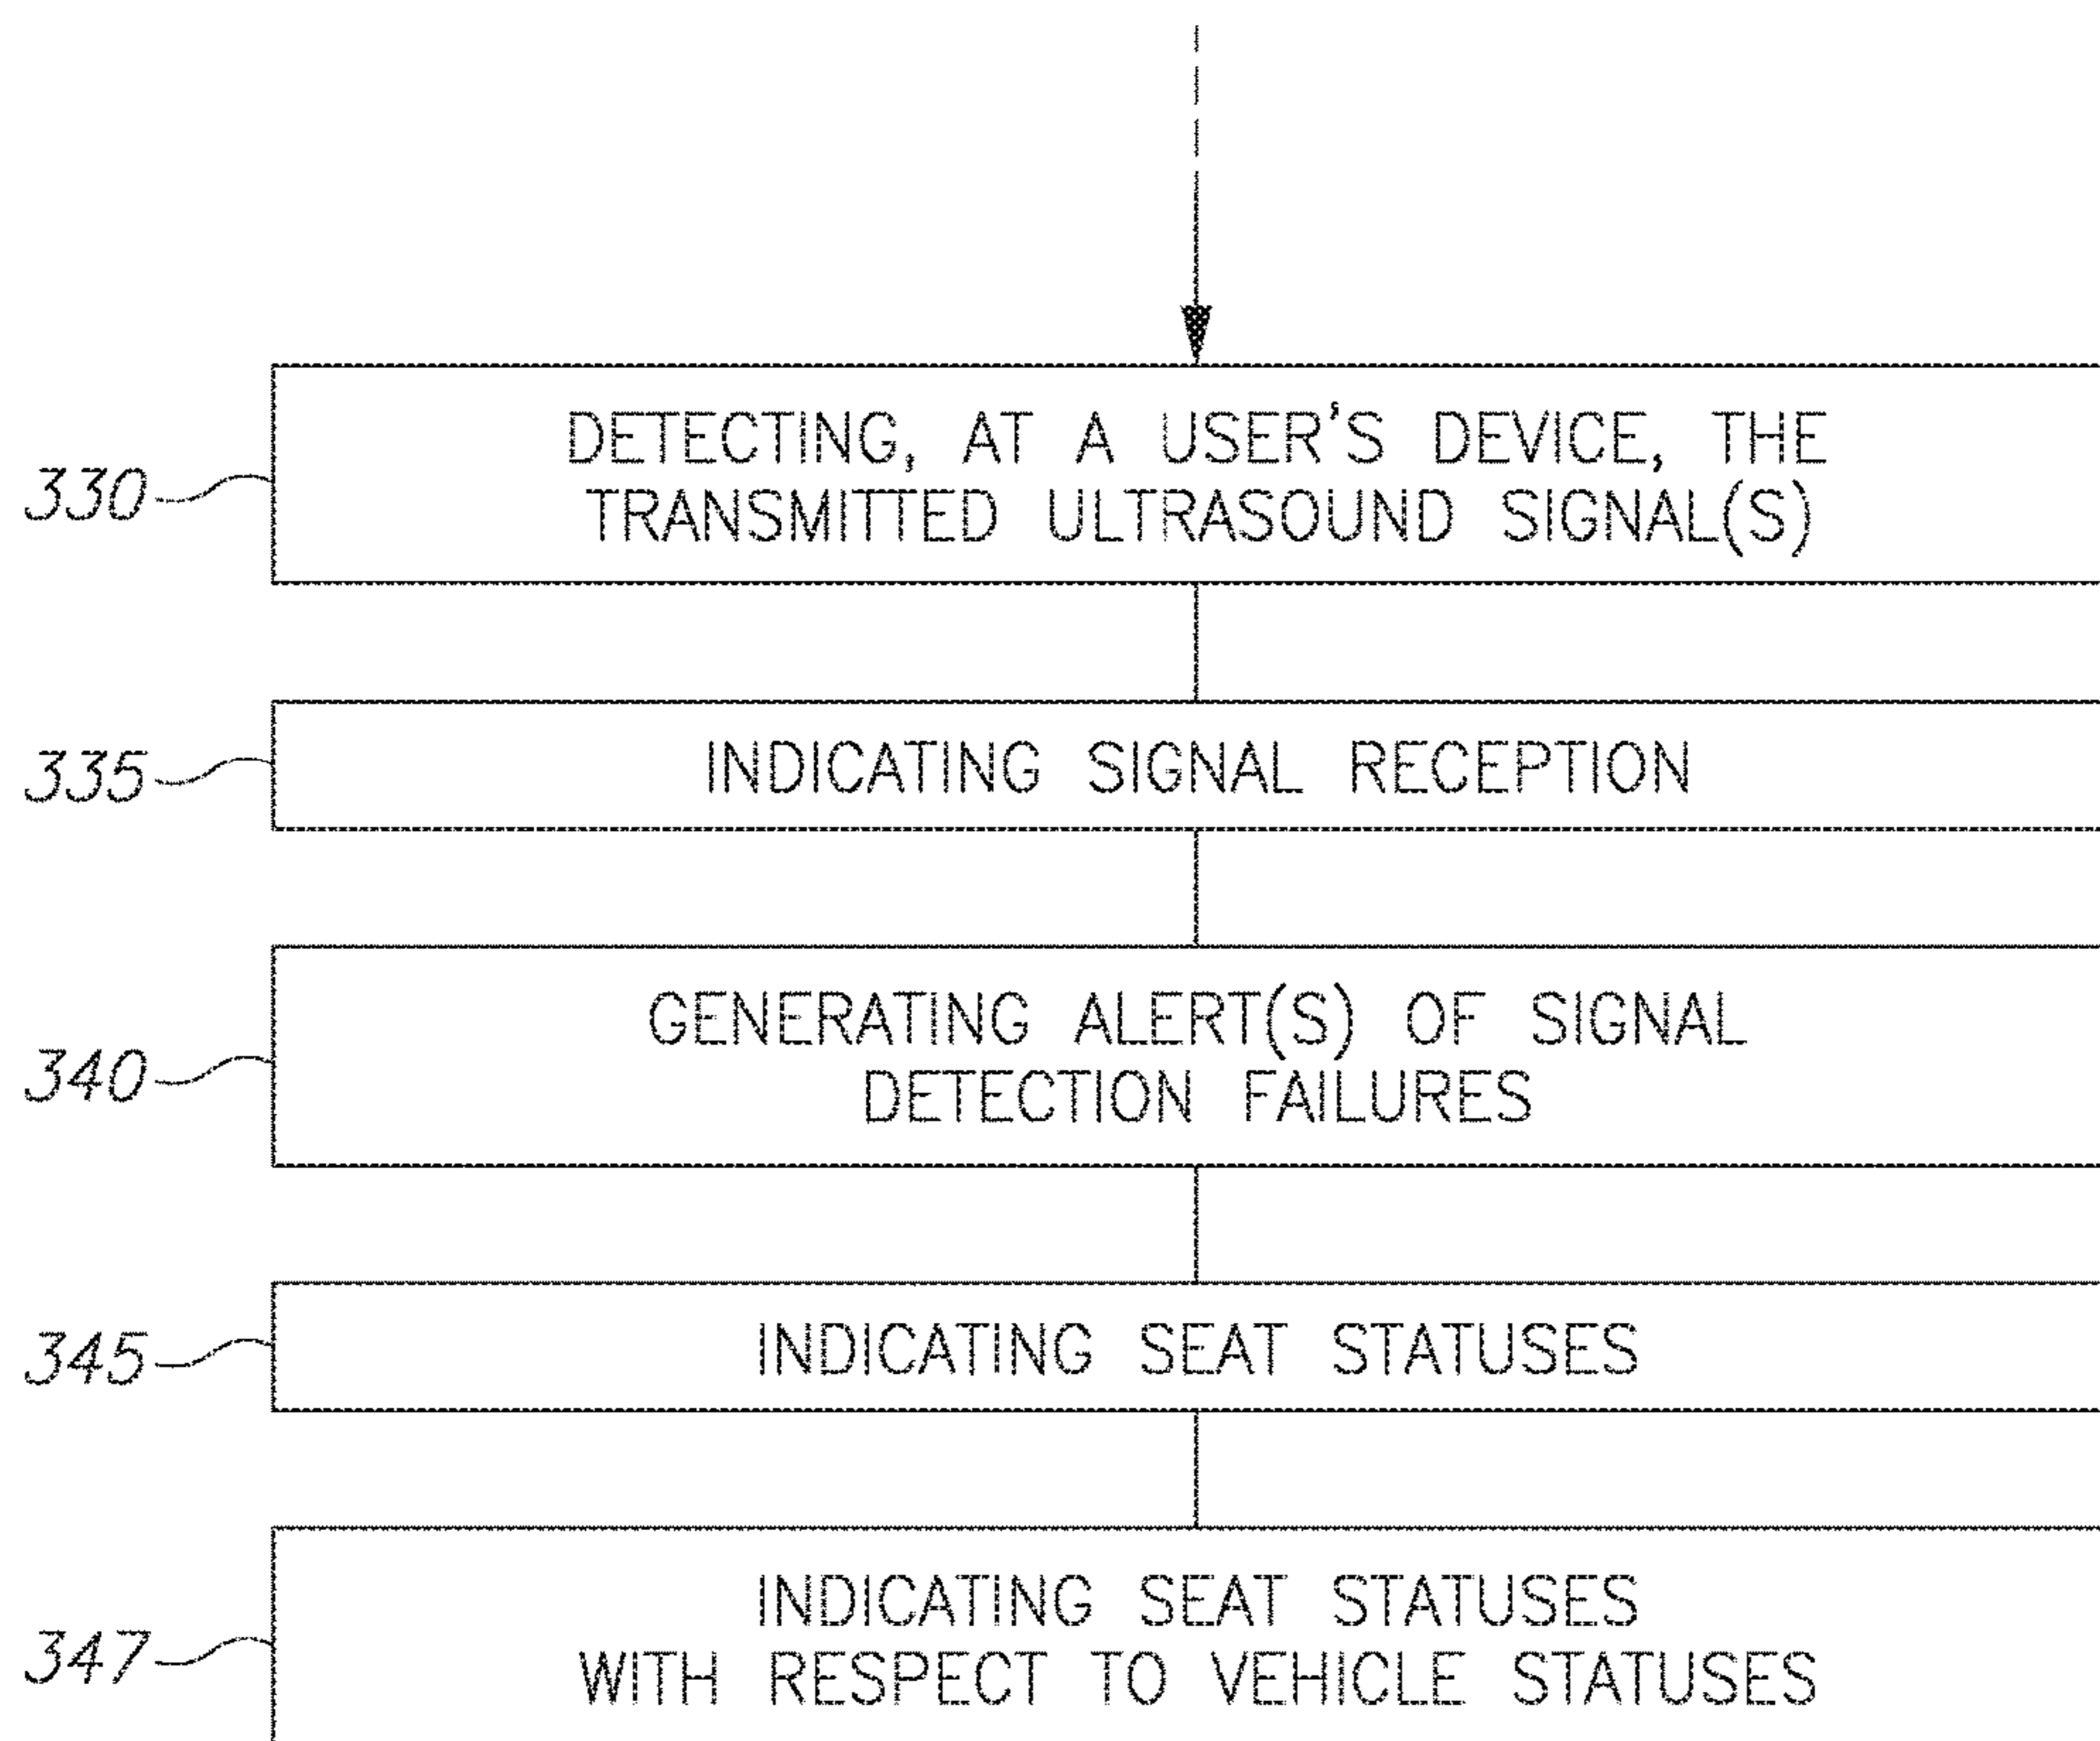 330
DETECTING, AT A USER'S DEVICE, THE
TRANSMITTED ULTRASOUND SIGNAL(S)
335
INDICATING SIGNAL RECEPTION
340
GENERATING ALERT(S) OF SIGNAL
DETECTION FAILURES
345
INDICATING SEAT STATUSES
347
INDICATING SEAT STATUSES
WITH RESPECT TO VEHICLE STATUSES